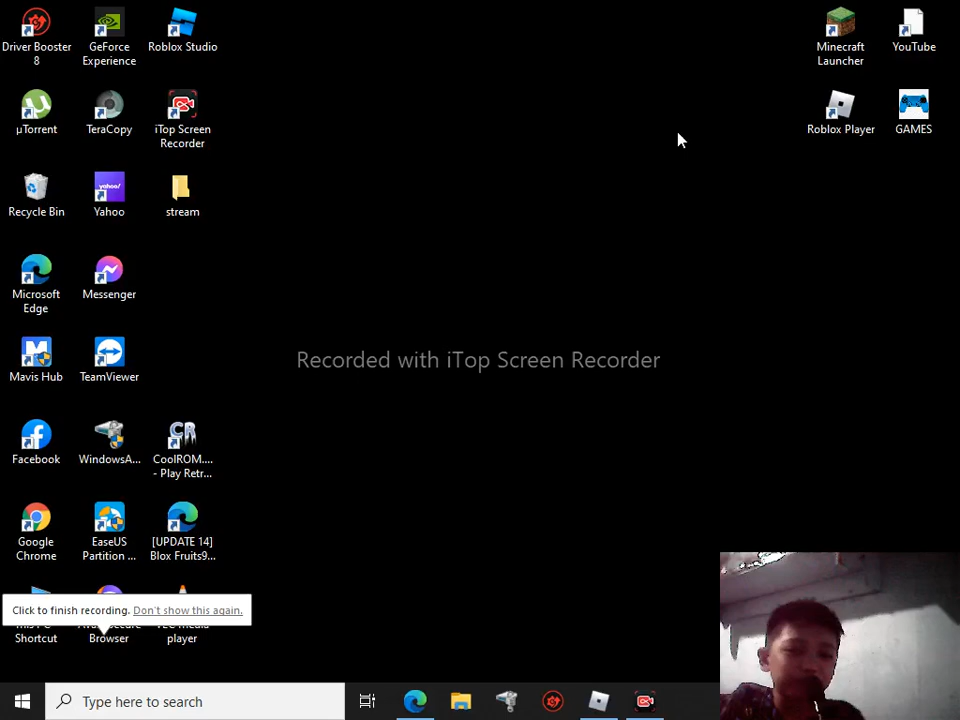 Driver Booster
8
GeForce
Experience
Roblox Studio
Minecraft
Launcher
YouTube
µTorrent
TeraCopy
iTop Screen
Recorder
Roblox Player
GAMES
Recycle Bin
Yahoo
stream
Microsoft
Edge
Messenger
Recorded with iTop Screen Recorder
Mavis Hub
TeamViewer
Facebook
WindowsA...
CoolROM....
- Play Retr...
Google
Chrome
EaseUS
Partition ...
[UPDATE 14]
Blox Fruits9...
Click to finish recording. Don't show this again.
Shortcut
Browser
player
Type here to search